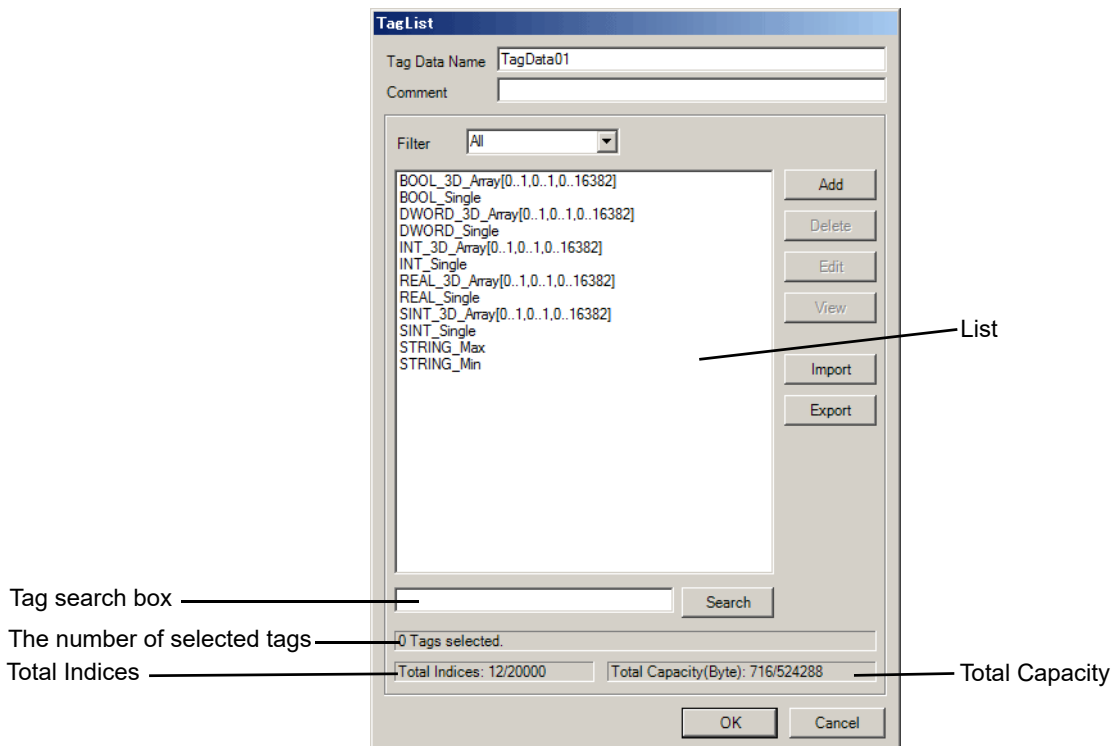 TagList
Tag Data Name TagData01
Comment
Filter All
BOOL_3D_Array[0..1,0..1,0..16382]
BOOL_Single
DWORD_3D_Array[0..1,0..1,0..16382]
DWORD_Single
INT_3D_Array[0..1,0..1,0..16382]
INT_Single
REAL_3D_Array[0..1,0..1,0..16382]
REAL_Single
SINT_3D_Array[0..1,0..1,0..16382]
SINT_Single
STRING_Max
STRING_Min
Add
Delete
Edit
View
List
Import
Export
Tag search box
Search
The number of selected tags
0 Tags selected.
Total Indices
Total Indices: 12/20000
Total Capacity(Byte): 716/524288
Total Capacity
OK
Cancel